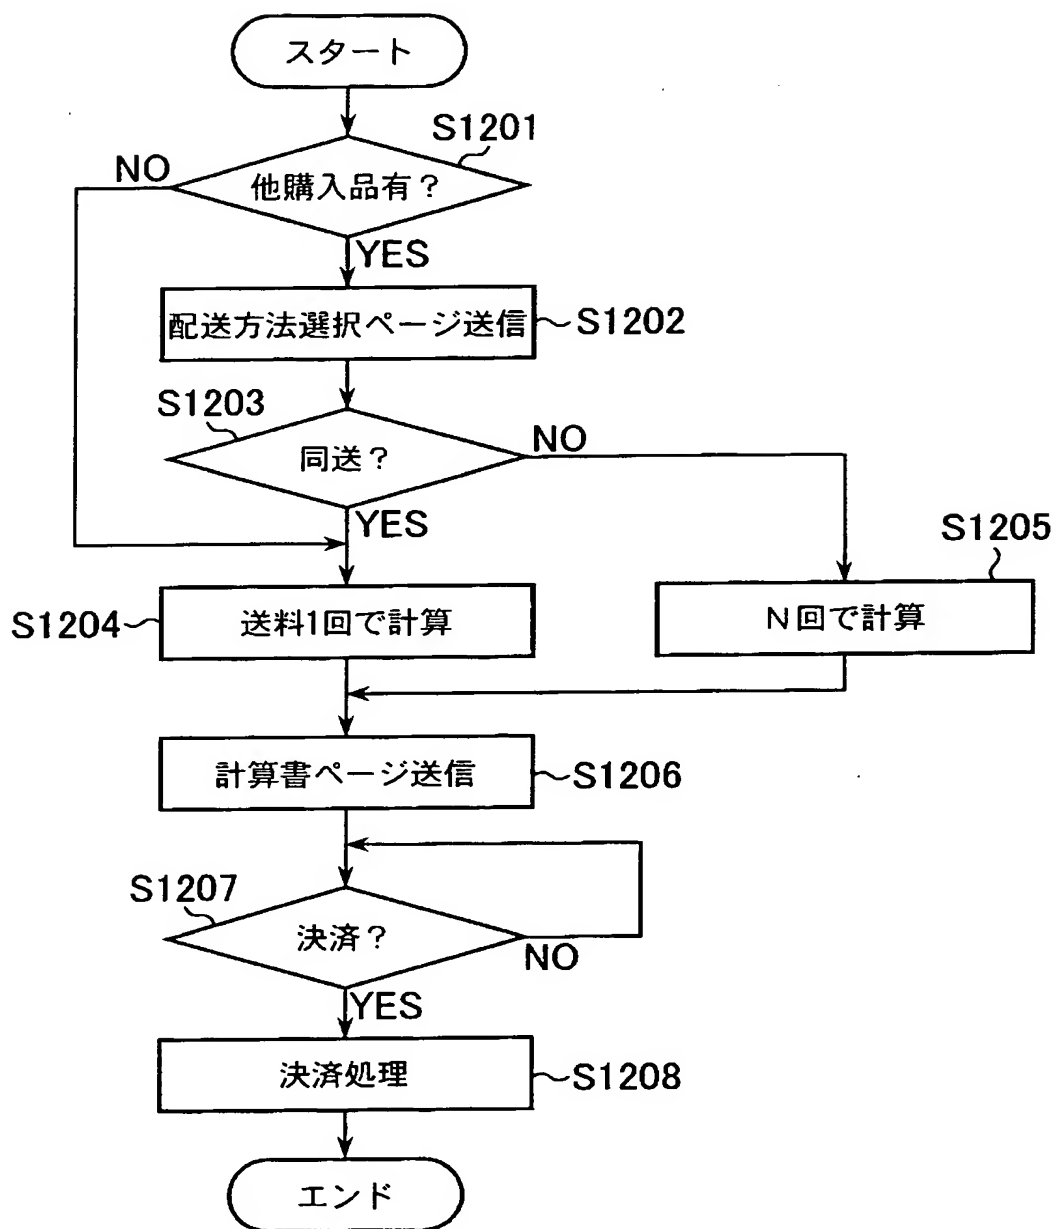 スタート
S1201
NO
他購入品有？
YES
配送方法選択ページ送信
S1202
S1203
同送？
NO
YES
S1205
S1204
送料1回で計算
N回で計算
計算書ページ送信
S1206
S1207
決済？
NO
YES
決済処理
S1208
エンド